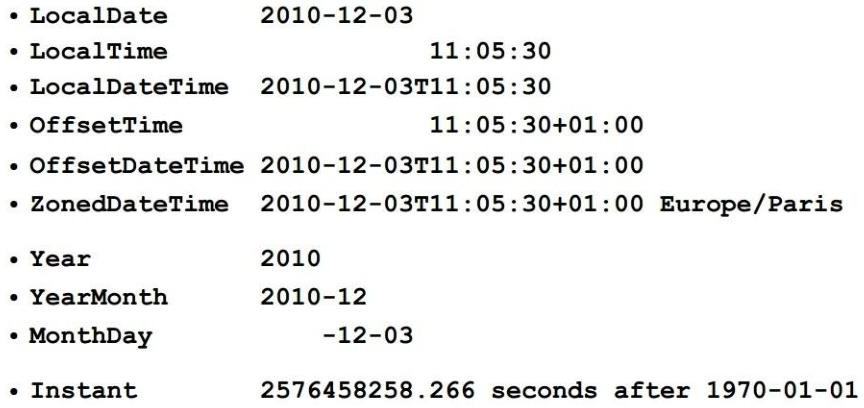 • LocalDate 2010-12-03
• LocalTime 11:05:30
• LocalDateTime 2010-12-03T11:05:30
• OffsetTime 11:05:30+01:00
• OffsetDateTime 2010-12-03T11:05:30+01:00
• ZonedDateTime 2010-12-03T11:05:30+01:00 Europe/Paris
• Year 2010
• YearMonth 2010-12
• MonthDay -12-03
• Instant 2576458258.266 seconds after 1970-01-01